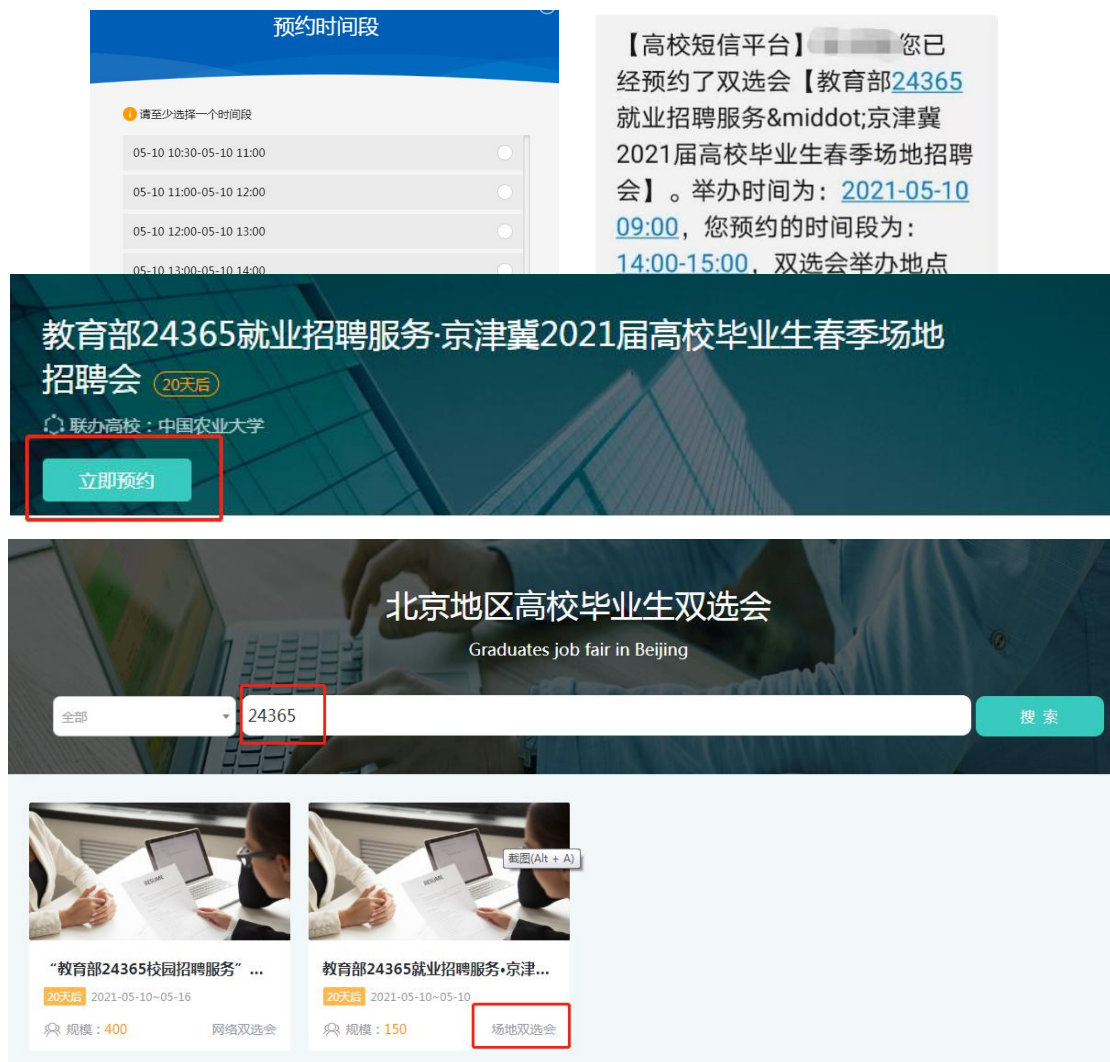 预约时间段
请至少选择一个时间段
05-10 10:30-05-10 11:00
05-10 11:00-05-10 12:00
05-10 12:00-05-10 13:00
05-10 13:00-05-10 14:00
【高校短信平台】 您已
经预约了双选会【教育部24365
就业招聘服务&middot;京津冀
2021届高校毕业生春季场地招聘
会】。举办时间为：2021-05-10
09:00，您预约的时间段为：
14:00-15:00，双选会举办地点
教育部24365就业招聘服务·京津冀2021届高校毕业生春季场地
招聘会 20天后
联办高校：中国农业大学
立即预约
北京地区高校毕业生双选会
Graduates job fair in Beijing
全部 24365 搜索
RESUME
RESUME
截图(Alt + A)
“教育部24365校园招聘服务” ...
20天后 2021-05-10~05-16
规模：400 网络双选会
教育部24365就业招聘服务·京津...
20天后 2021-05-10~05-10
规模：150 场地双选会